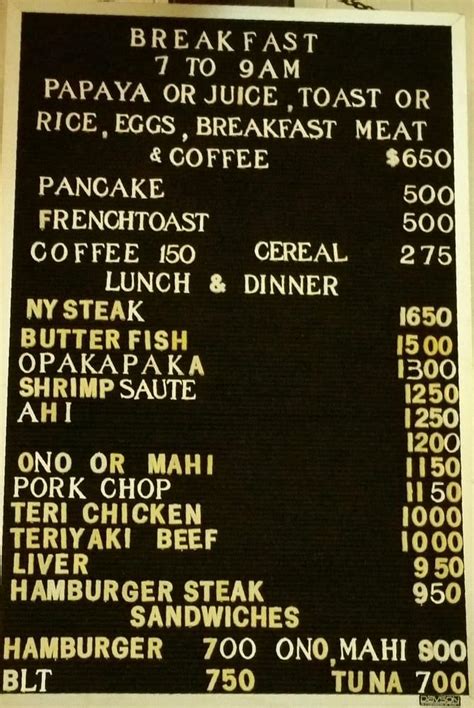 BREAKFAST
7 TO 9AM
PAPAYA OR JUICE, TOAST OR
RICE, EGGS, BREAKFAST MEAT
& COFFEE $650
PANCAKE 500
FRENCHTOAST 500
COFFEE 150 CEREAL 275
LUNCH & DINNER
NY STEAK 1650
BUTTER FISH 1500
OPAKAPAKA 1300
SHRIMP SAUTE 1250
AHI 1250
1200
ONO OR MAHI 1150
PORK CHOP 1150
TERI CHICKEN 1000
TERIYAKI BEEF 1000
LIVER 950
HAMBURGER STEAK 950
SANDWICHES
HAMBURGER 700 ONO, MAHI 800
BLT 750 TUNA 700